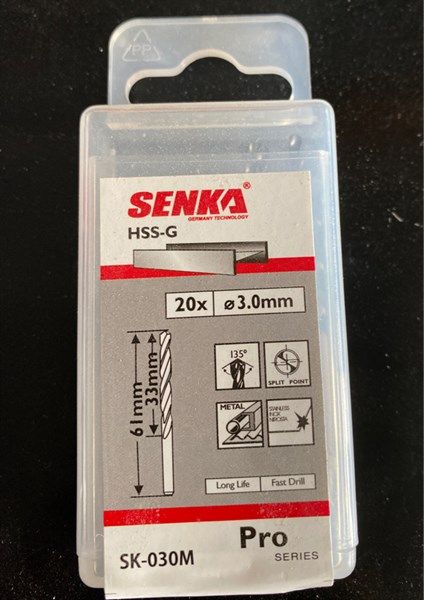 PP
SENKA®
GERMANY TECHNOLOGY
HSS-G
20x ø3.0mm
61mm
33mm
135°
SPLIT POINT
METAL
STAINLESS
INOX
NIROSTA
Long Life Fast Drill
Pro
SK-030M SERIES